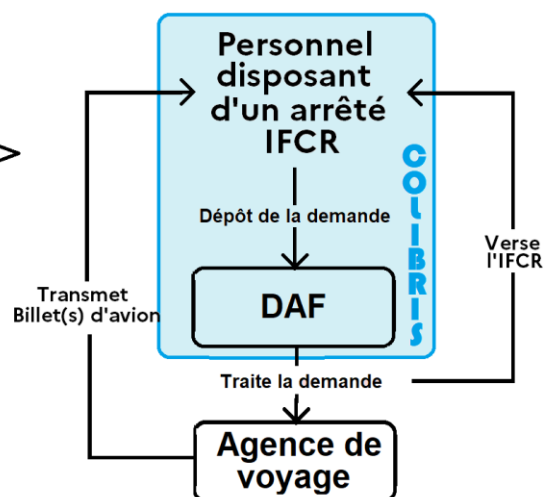 Personnel
disposant
d'un arrêté
IFCR
COLIBRIS
Dépôt de la demande
Verse
l'IFCR
DAF
Transmet
Billet(s) d'avion
Traite la demande
Agence de
voyage